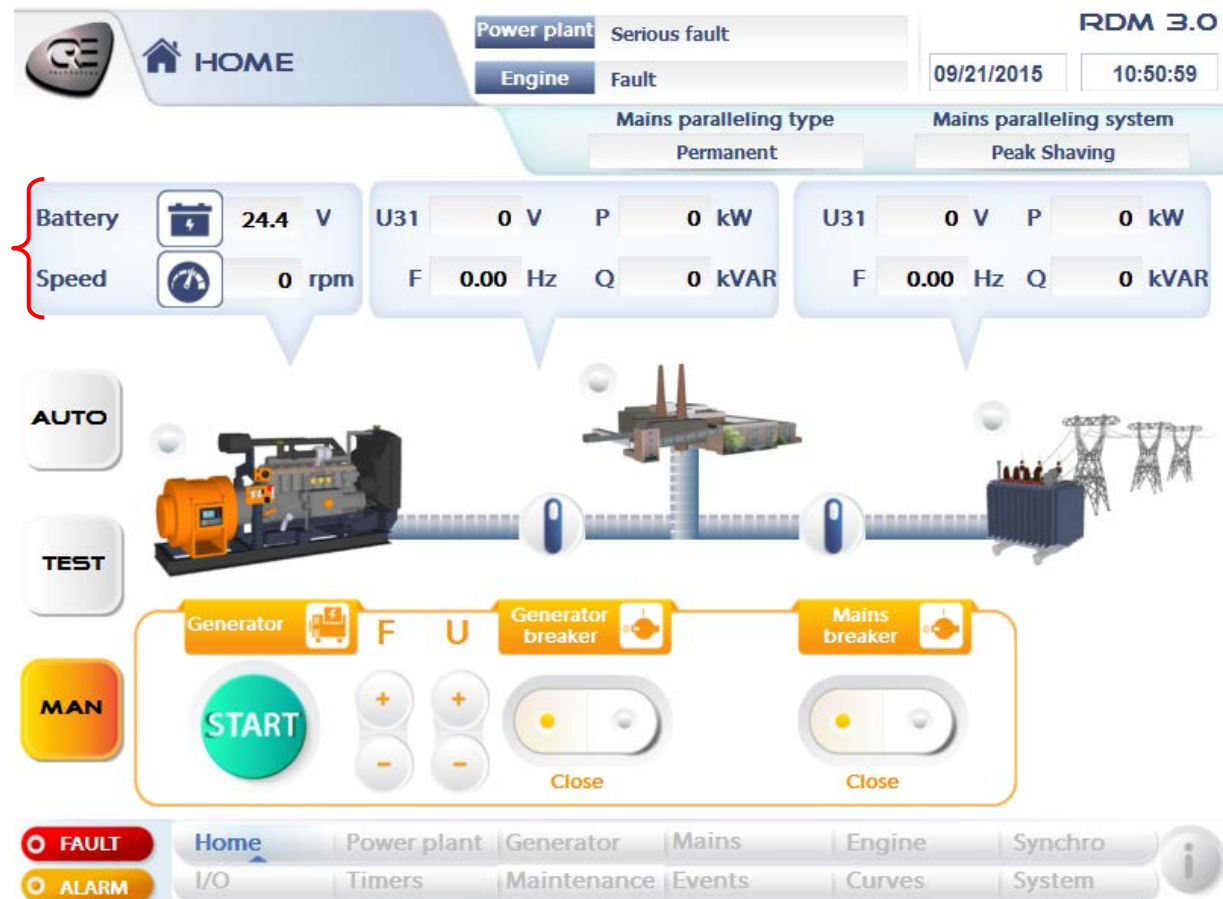 CRE technology
HOME
Power plant Serious fault
Engine Fault
RDM 3.0
09/21/2015 10:50:59
Mains paralleling type Mains paralleling system
Permanent Peak Shaving
Battery 24.4 V U31 0 V P 0 kW U31 0 V P 0 kW
Speed 0 rpm F 0.00 Hz Q 0 kVAR F 0.00 Hz Q 0 kVAR
AUTO
TEST
MAN
Generator F U
Generator
breaker
Mains
breaker
START + +
- -
Close Close
FAULT Home Power plant Generator Mains Engine Synchro i
ALARM I/O Timers Maintenance Events Curves System